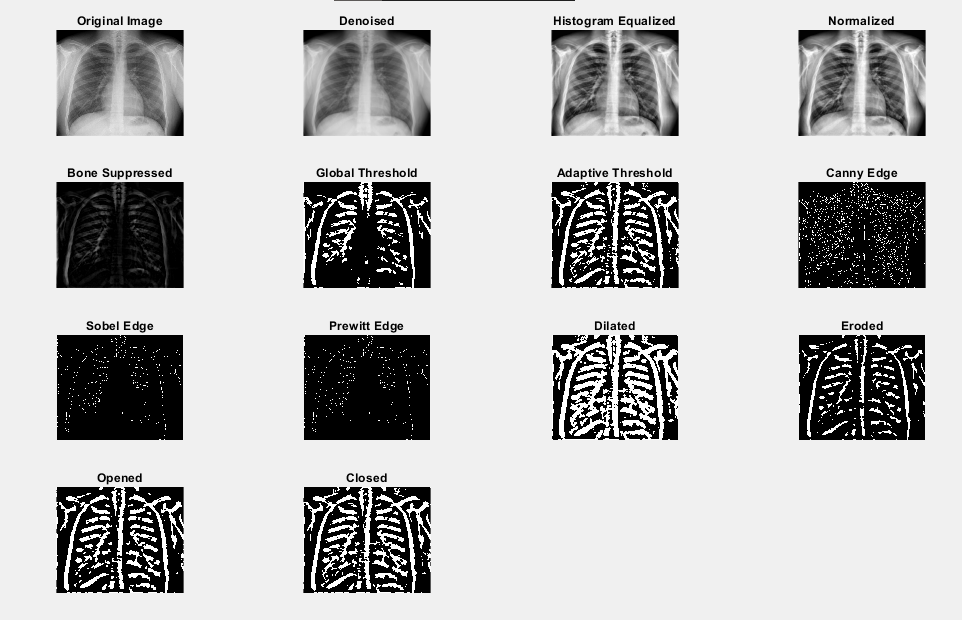 Original Image
Denoised
Histogram Equalized
Normalized
Bone Suppressed
Global Threshold
Adaptive Threshold
Canny Edge
Sobel Edge
Prewitt Edge
Dilated
Eroded
Opened
Closed